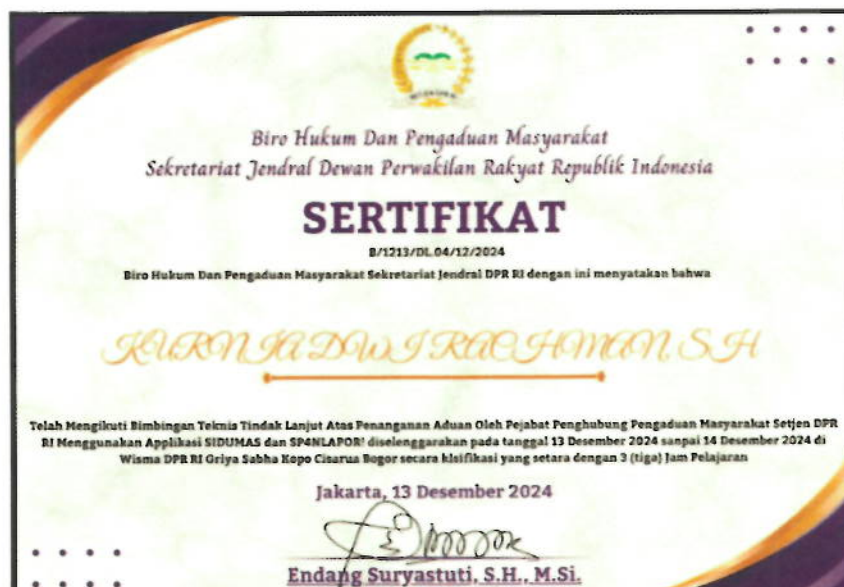 Biro Hukum Dan Pengaduan Masyarakat
Sekretariat Jendral Dewan Perwakilan Rakyat Republik Indonesia
SERTIFIKAT
B/1213/DL.04/12/2024
Biro Hukum Dan Pengaduan Masyarakat Sekretariat Jendral DPR RI dengan ini menyatakan bahwa
KURNIA DWI RACHMAN, SH
Telah Mengikuti Bimbingan Teknis Tindak Lanjut Atas Penanganan Aduan Oleh Pejabat Penghubung Pengaduan Masyarakat Setjen DPR
RI Menggunakan Applikasi SIDUMAS dan SP4NLAPOR! diselenggarakan pada tanggal 13 Desember 2024 sampai 14 Desember 2024 di
Wisma DPR RI Griya Sabha Kopo Cisarua Bogor secara klsifikasi yang setara dengan 3 (tiga) Jam Pelajaran
Jakarta, 13 Desember 2024
Endang Suryastuti, S.H., M.Si.